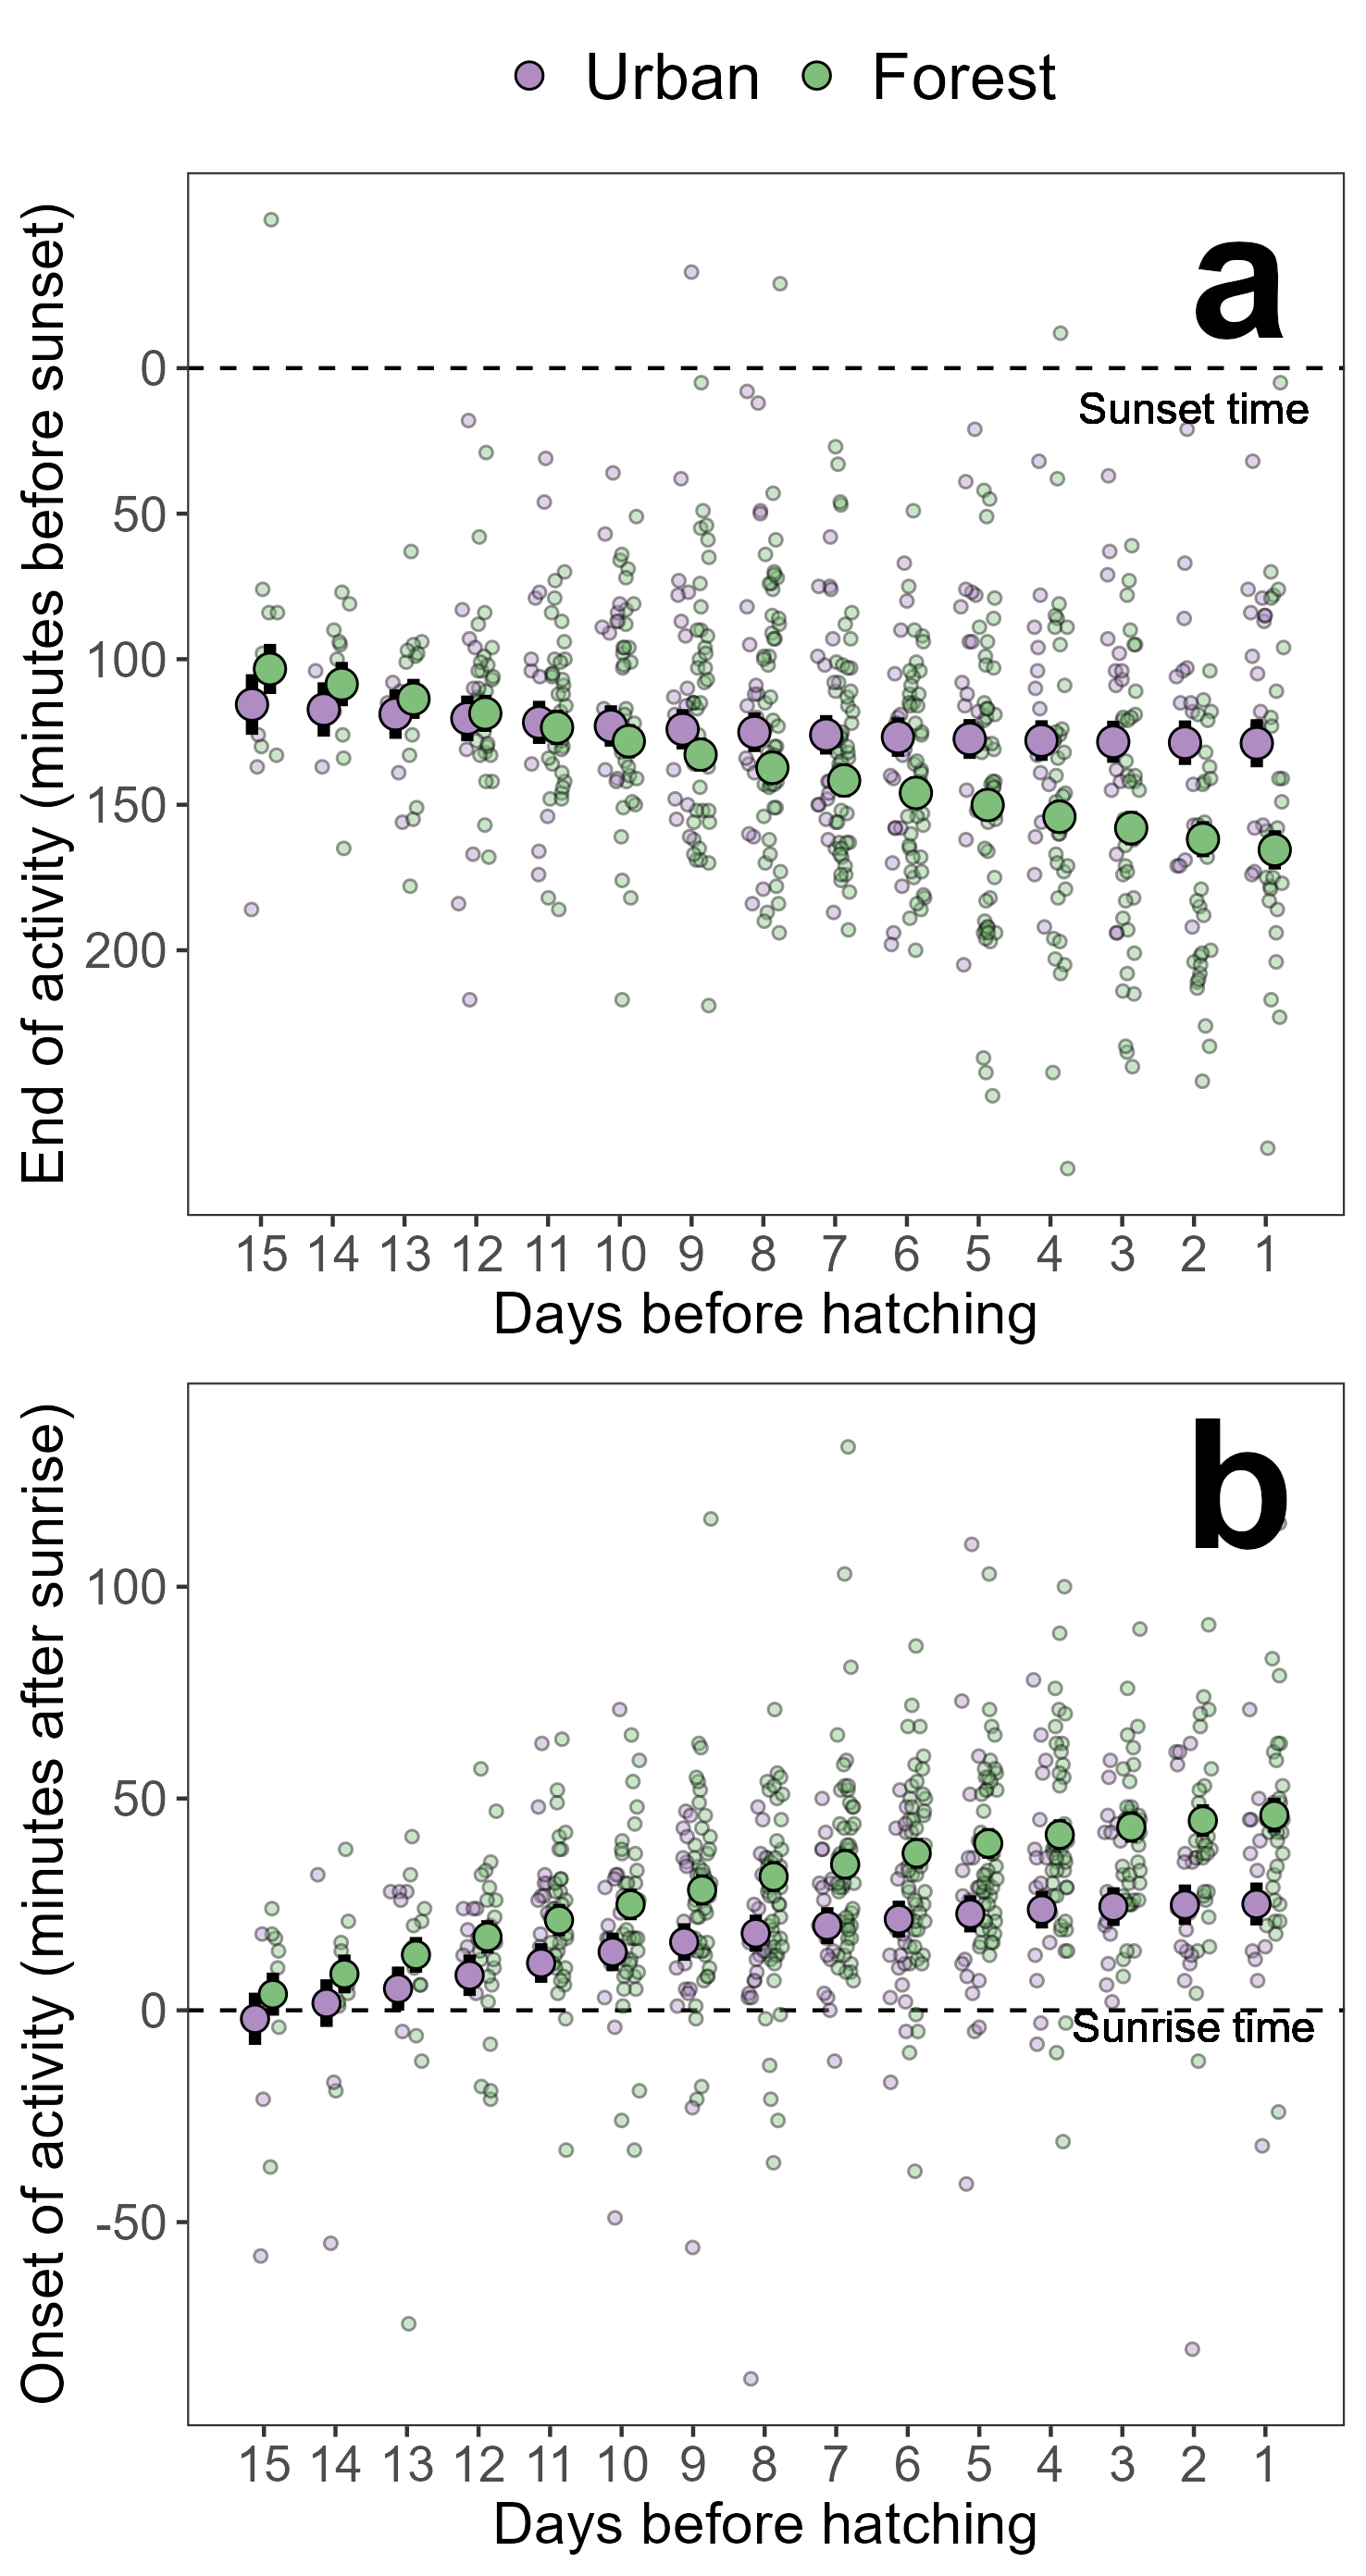 Urban Forest
a
End of activity (minutes before sunset)
0
50
100
150
200
Sunset time
15 14 13 12 11 10 9 8 7 6 5 4 3 2 1
Days before hatching
b
Onset of activity (minutes after sunrise)
100
50
0
-50
Sunrise time
15 14 13 12 11 10 9 8 7 6 5 4 3 2 1
Days before hatching